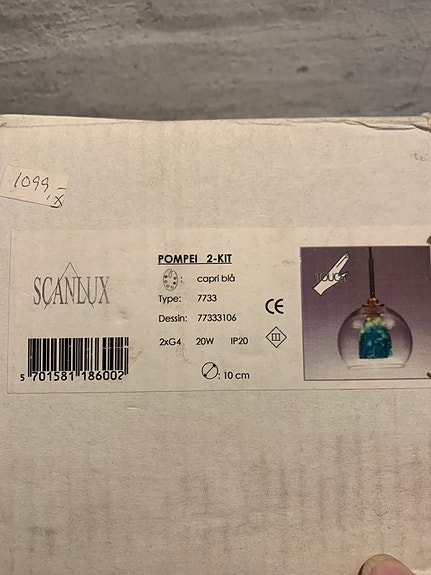 1099,-
x
SCANLUX
POMPEI 2-KIT
: capri blå
Type: 7733
Dessin: 77333106
2xG4 20W IP20
: 10 cm
5 701581 186002
CE
III
TOUCH